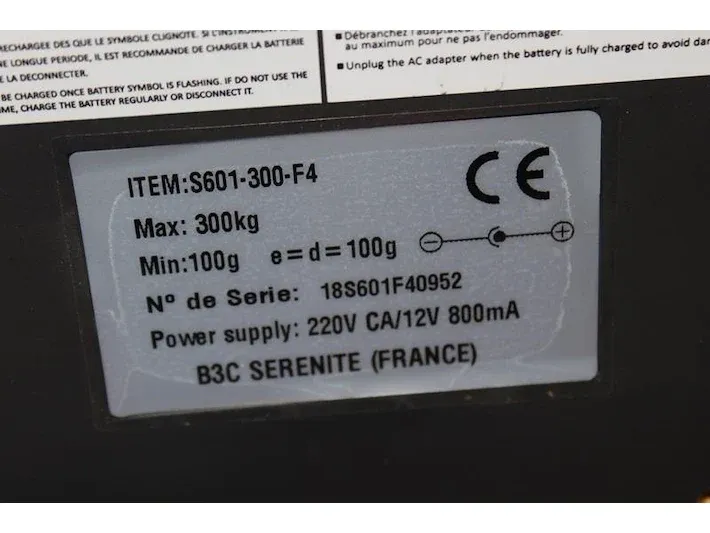 RECHARGEE DES QUE LE SYMBOLE CLIGNOTE. SI L'INSTRUMENT
NE LONGUE PERIODE, IL EST RECOMMANDE DE CHARGER LA BATTERIE
E LA DECONNECTER.
BE CHARGED ONCE BATTERY SYMBOL IS FLASHING. IF DO NOT USE THE
IME, CHARGE THE BATTERY REGULARLY OR DISCONNECT IT.
■ Débranchez l'adaptateur
au maximum pour ne pas l'endommager.
■ Unplug the AC adapter when the battery is fully charged to avoid dam
ITEM:S601-300-F4
CE
Max: 300kg
Min:100g e=d=100g
Nº de Serie: 18S601F40952
Power supply: 220V CA/12V 800mA
B3C SERENITE (FRANCE)